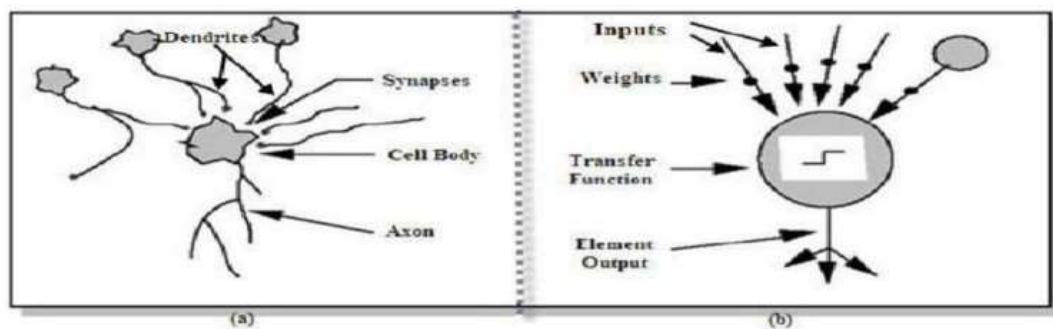 Dendrites
Synapses
Cell Body
Axon
(a)
Inputs
Weights
Transfer
Function
Element
Output
(b)